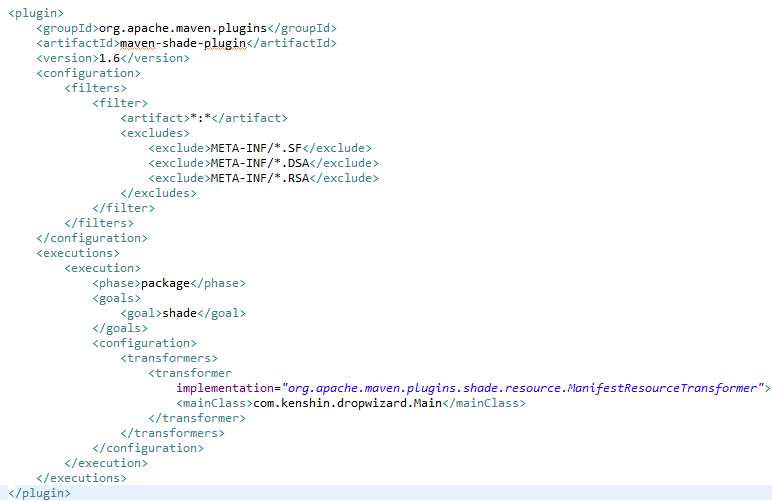 <plugin>
    <groupId>org.apache.maven.plugins</groupId>
    <artifactId>maven-shade-plugin</artifactId>
    <version>1.6</version>
    <configuration>
        <filters>
            <filter>
                <artifact>*:*</artifact>
                <excludes>
                    <exclude>META-INF/*.SF</exclude>
                    <exclude>META-INF/*.DSA</exclude>
                    <exclude>META-INF/*.RSA</exclude>
                </excludes>
            </filter>
        </filters>
    </configuration>
    <executions>
        <execution>
            <phase>package</phase>
            <goals>
                <goal>shade</goal>
            </goals>
            <configuration>
                <transformers>
                    <transformer
                        implementation="org.apache.maven.plugins.shade.resource.ManifestResourceTransformer">
                        <mainClass>com.kenshin.dropwizard.Main</mainClass>
                    </transformer>
                </transformers>
            </configuration>
        </execution>
    </executions>
</plugin>